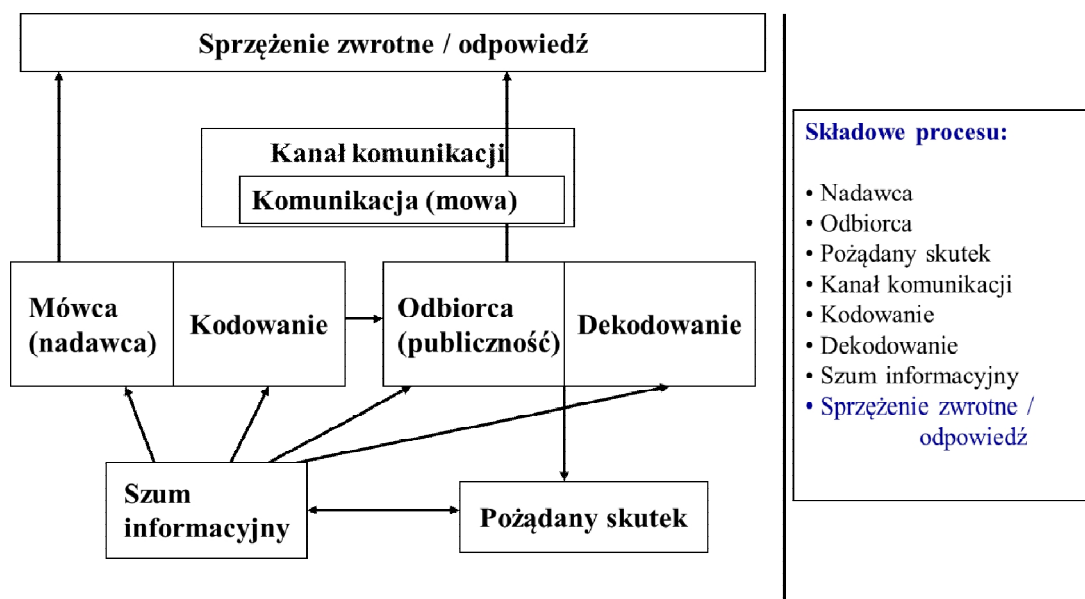 Sprzężenie zwrotne / odpowiedź
Kanał komunikacji
Komunikacja (mowa)
Mówca
(nadawca)
Kodowanie
Odbiorca
(publiczność)
Dekodowanie
Szum
informacyjny
Pożądany skutek
Składowe procesu:
• Nadawca
• Odbiorca
• Pożądany skutek
• Kanał komunikacji
• Kodowanie
• Dekodowanie
• Szum informacyjny
• Sprzężenie zwrotne /
odpowiedź